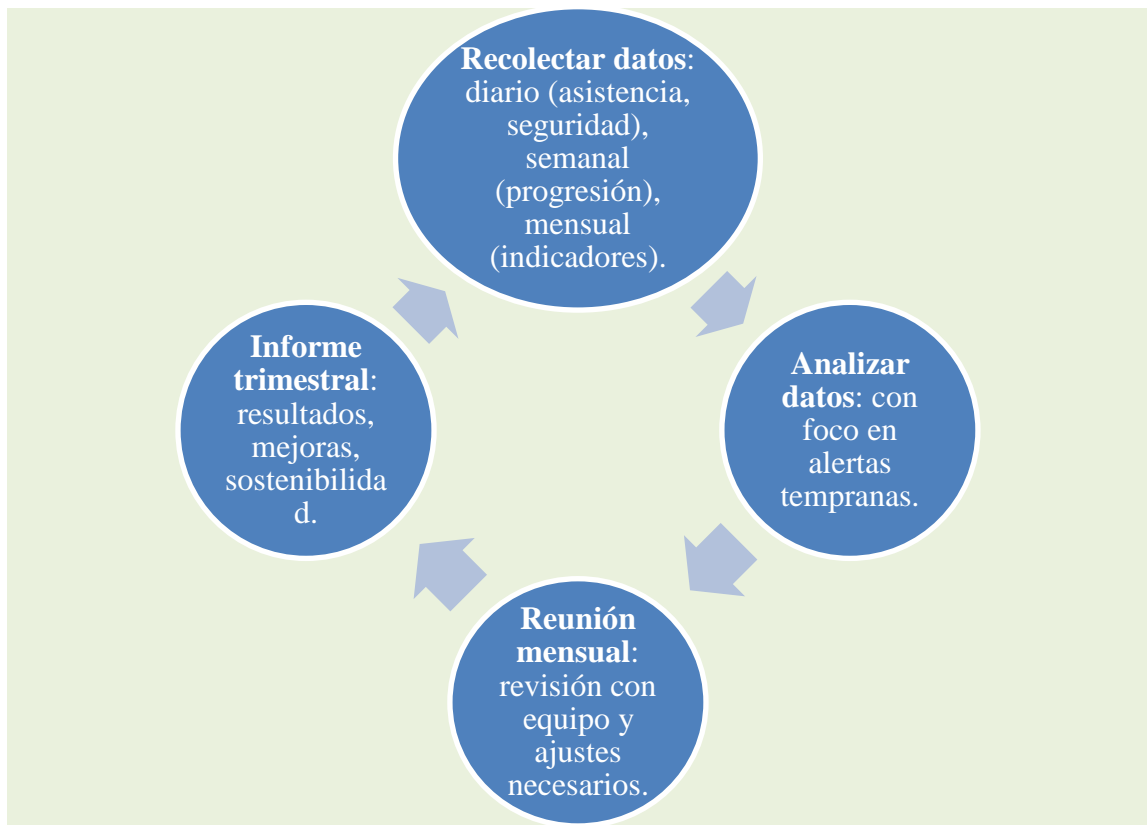 Recolectar datos:
diario (asistencia,
seguridad),
semanal
(progresión),
mensual
(indicadores).
Analizar
datos: con
foco en
alertas
tempranas.
Reunión
mensual:
revisión con
equipo y
ajustes
necesarios.
Informe
trimestral:
resultados,
mejoras,
sostenibilida
d.